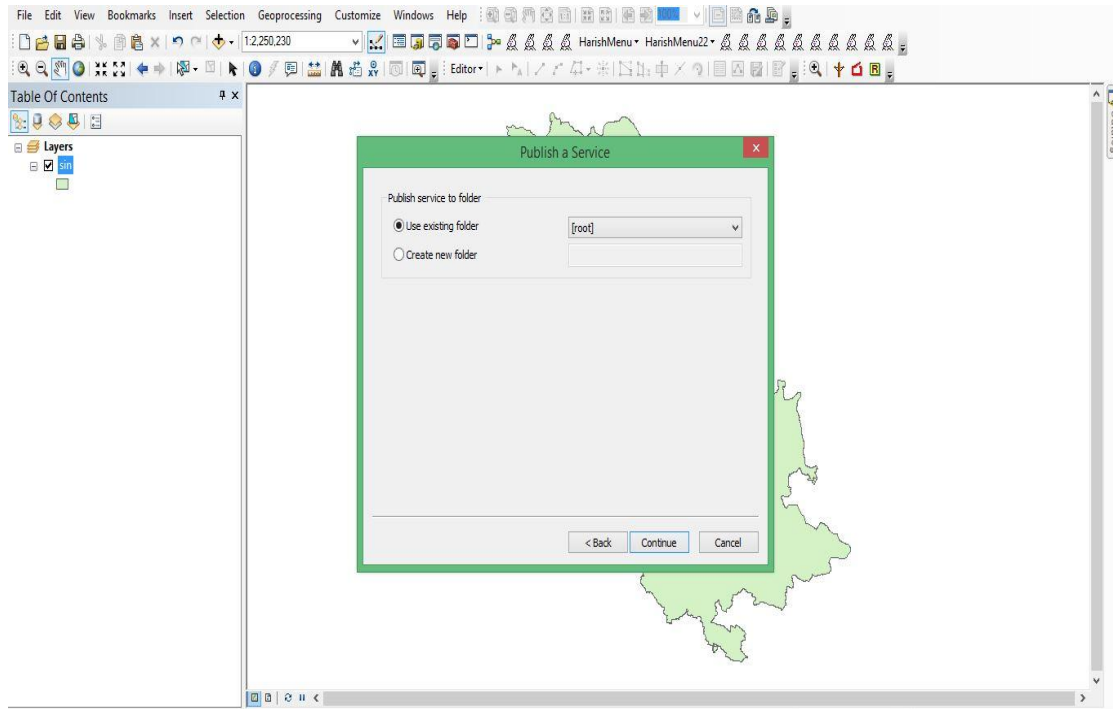 File Edit View Bookmarks Insert Selection Geoprocessing Customize Windows Help 100%
1:2,250,230 HarishMenu HarishMenu22
Editor
Table Of Contents
Layers
sin
Publish a Service
Publish service to folder
Use existing folder [root]
Create new folder
< Back Continue Cancel